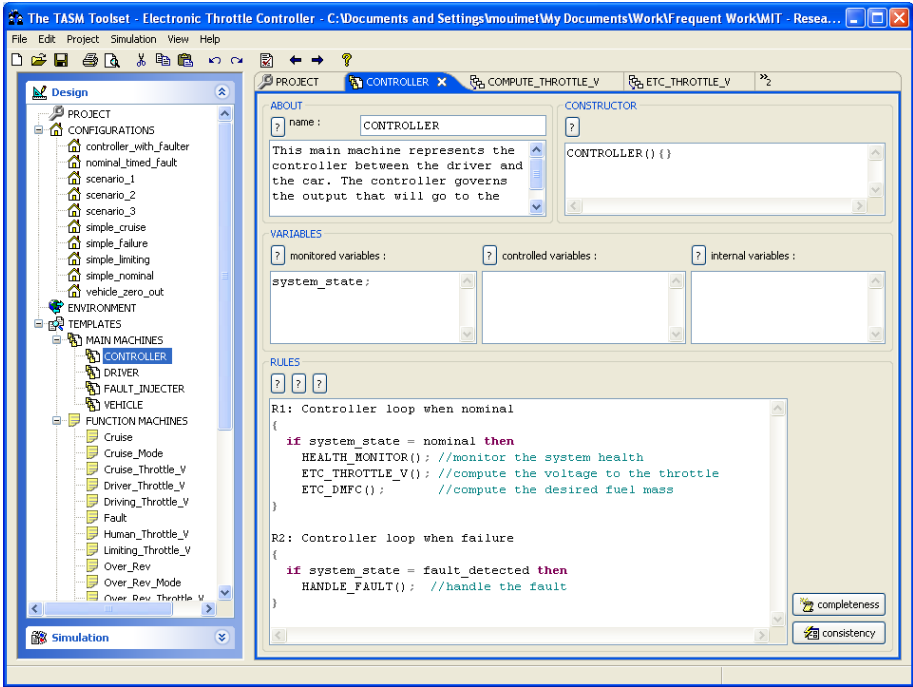 The TASM Toolset - Electronic Throttle Controller - C:\Documents and Settings\mouimet\My Documents\Work\Frequent Work\MIT - Resea...
File Edit Project Simulation View Help
Design
PROJECT
CONFIGURATIONS
controller_with_faulter
nominal_timed_fault
scenario_1
scenario_2
scenario_3
simple_cruise
simple_failure
simple_limiting
simple_nominal
vehicle_zero_out
ENVIRONMENT
TEMPLATES
MAIN MACHINES
CONTROLLER
DRIVER
FAULT_INJECTER
VEHICLE
FUNCTION MACHINES
Cruise
Cruise_Mode
Cruise_Throttle_V
Driver_Throttle_V
Driving_Throttle_V
Fault
Human_Throttle_V
Limiting_Throttle_V
Over_Rev
Over_Rev_Mode
Over_Rev_Throttle_V
Simulation
PROJECT CONTROLLER X COMPUTE_THROTTLE_V ETC_THROTTLE_V »2
ABOUT
? name : CONTROLLER
This main machine represents the
controller between the driver and
the car. The controller governs
the output that will go to the
CONSTRUCTOR
?
CONTROLLER(){}
VARIABLES
? monitored variables : ? controlled variables : ? internal variables :
system_state;
RULES
? ? ?
R1: Controller loop when nominal
{
if system_state = nominal then
HEALTH_MONITOR(); //monitor the system health
ETC_THROTTLE_V(); //compute the voltage to the throttle
ETC_DMFC(); //compute the desired fuel mass
}
R2: Controller loop when failure
{
if system_state = fault_detected then
HANDLE_FAULT(); //handle the fault
}
completeness
consistency